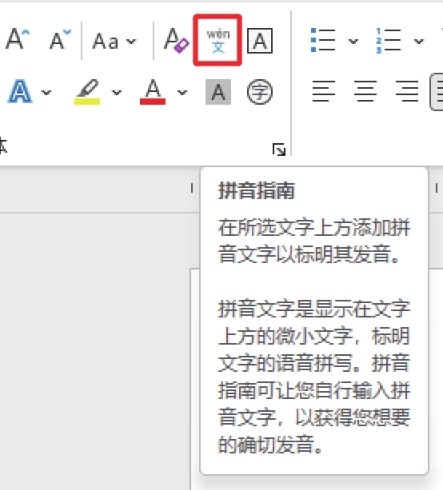 A A Aa A wén A
文
1
2
3
A A A 字
体
拼音指南
在所选文字上方添加拼
音文字以标明其发音。
拼音文字是显示在文字
上方的微小文字，标明
文字的语音拼写。拼音
指南可让您自行输入拼
音文字，以获得您想要
的确切发音。